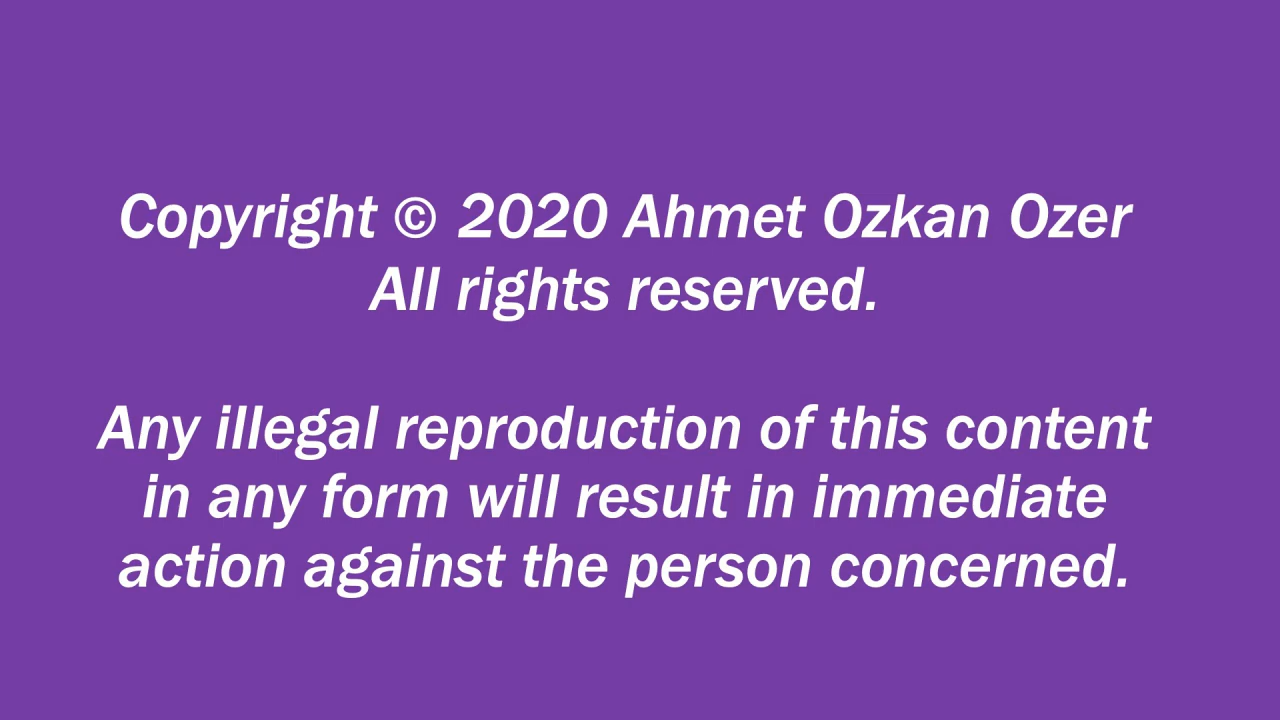 Copyright © 2020 Ahmet Ozkan Ozer
All rights reserved.
Any illegal reproduction of this content
in any form will result in immediate
action against the person concerned.